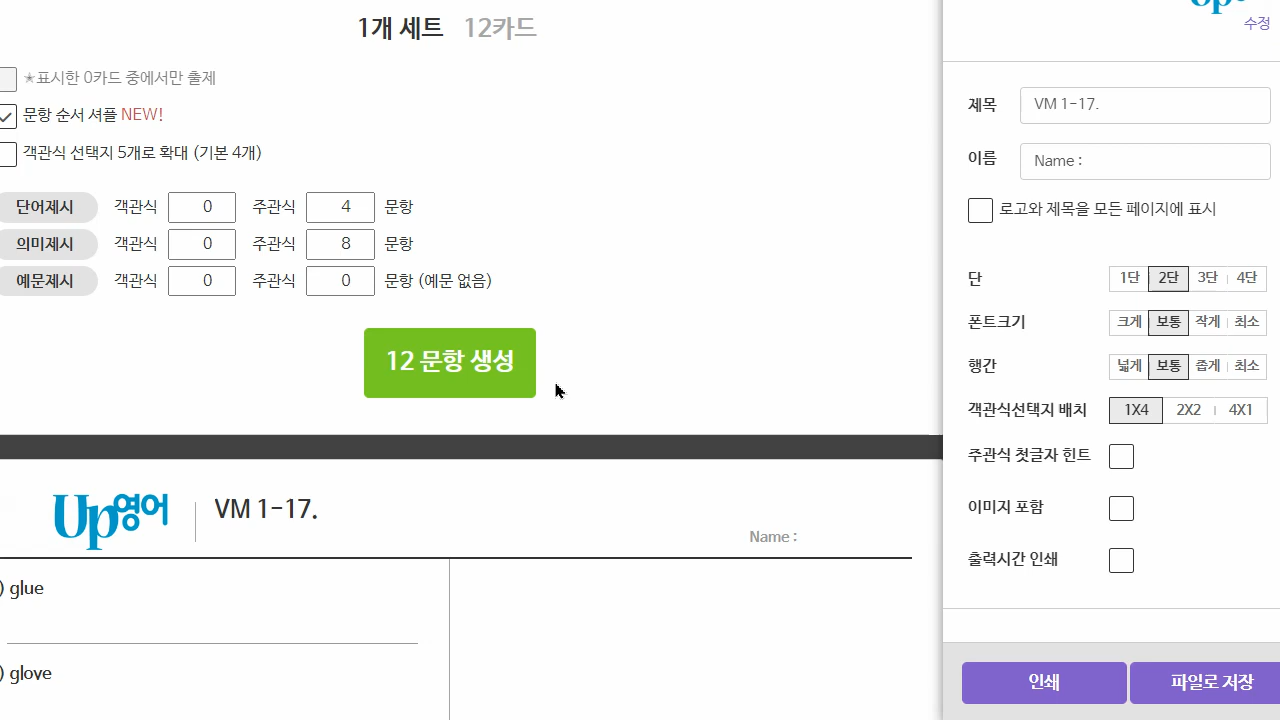 1개 세트 12카드
★표시한 0카드 중에서만 출제
문항 순서 셔플 NEW!
객관식 선택지 5개로 확대 (기본 4개)
단어제시 객관식 0 주관식 4 문항
의미제시 객관식 0 주관식 8 문항
예문제시 객관식 0 주관식 0 문항 (예문 없음)
12 문항 생성
Up영어 VM 1-17.
Name :
) glue
) glove
수정
제목 VM 1-17.
이름 Name :
로고와 제목을 모든 페이지에 표시
단 1단 2단 3단 4단
폰트크기 크게 보통 작게 최소
행간 넓게 보통 좁게 최소
객관식선택지 배치 1X4 2X2 4X1
주관식 첫글자 힌트
이미지 포함
출력시간 인쇄
인쇄 파일로 저장